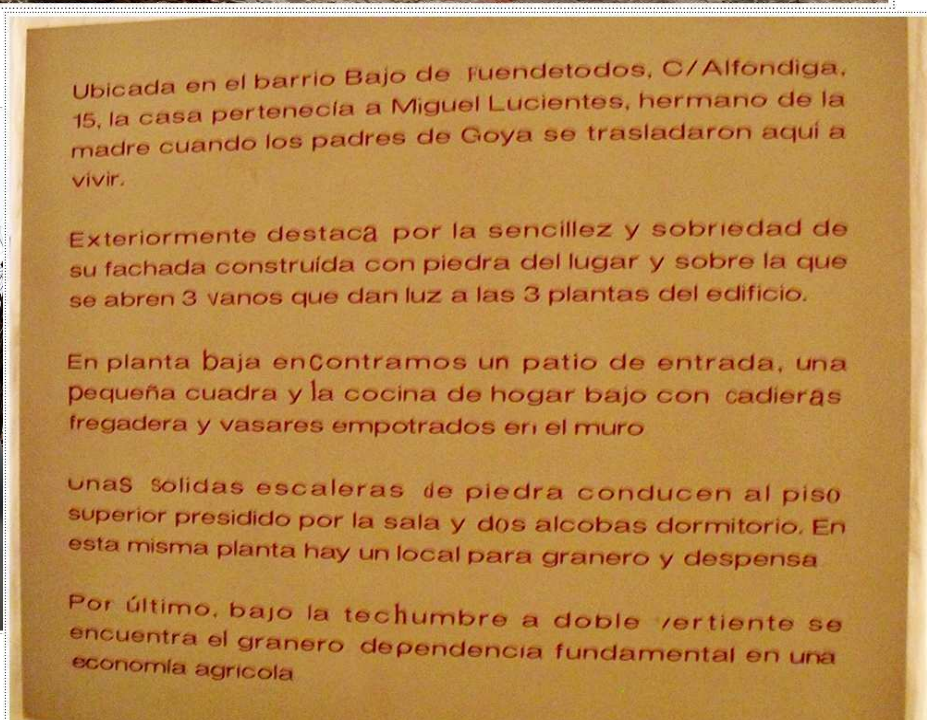 Ubicada en el barrio Bajo de Fuendetodos, C/Alfondiga,
15, la casa pertenecía a Miguel Lucientes, hermano de la
madre cuando los padres de Goya se trasladaron aquí a
vivir.
Exteriormente destaca por la sencillez y sobriedad de
su fachada construída con piedra del lugar y sobre la que
se abren 3 vanos que dan luz a las 3 plantas del edificio.
En planta baja encontramos un patio de entrada, una
pequeña cuadra y la cocina de hogar bajo con cadieras
fregadera y vasares empotrados en el muro
unas sólidas escaleras de piedra conducen al piso
superior presidido por la sala y dos alcobas dormitorio. En
esta misma planta hay un local para granero y despensa
Por último, bajo la techumbre a doble vertiente se
encuentra el granero dependencia fundamental en una
economía agricola